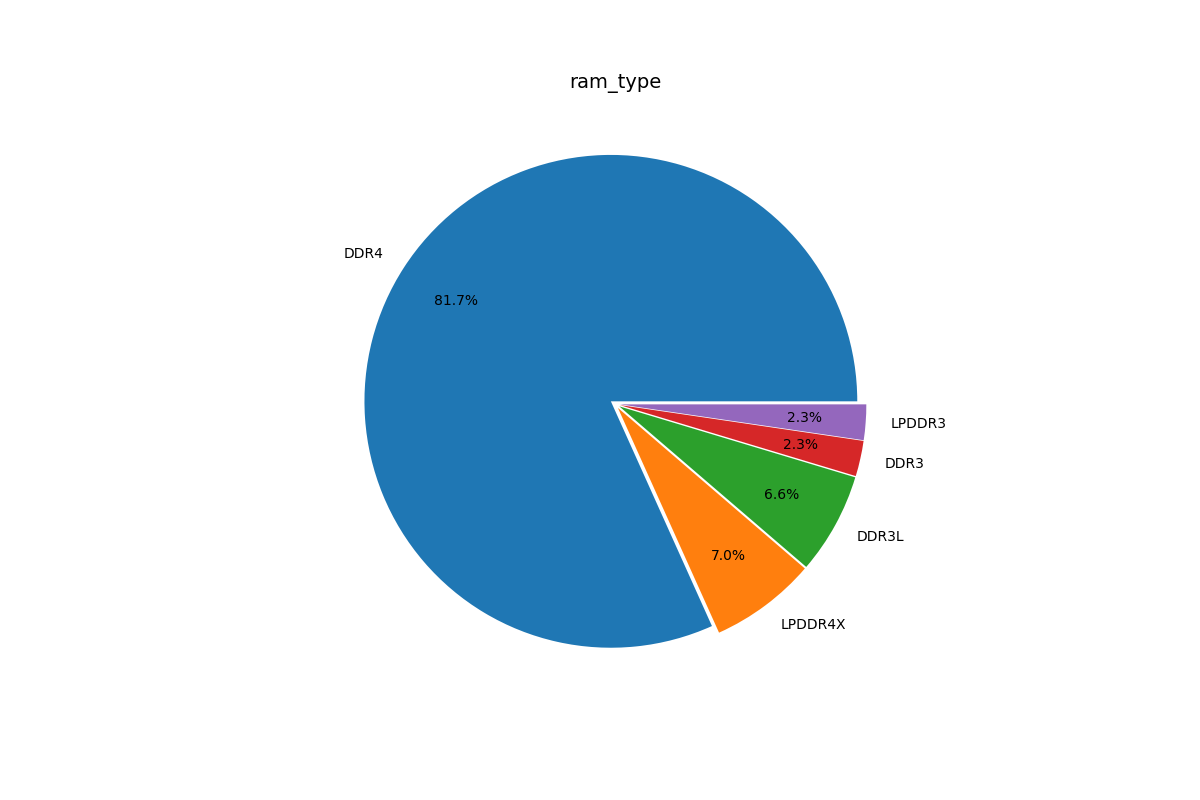 ram_type
DDR4
81.7%
2.3%
LPDDR3
2.3%
DDR3
6.6%
DDR3L
7.0%
LPDDR4X